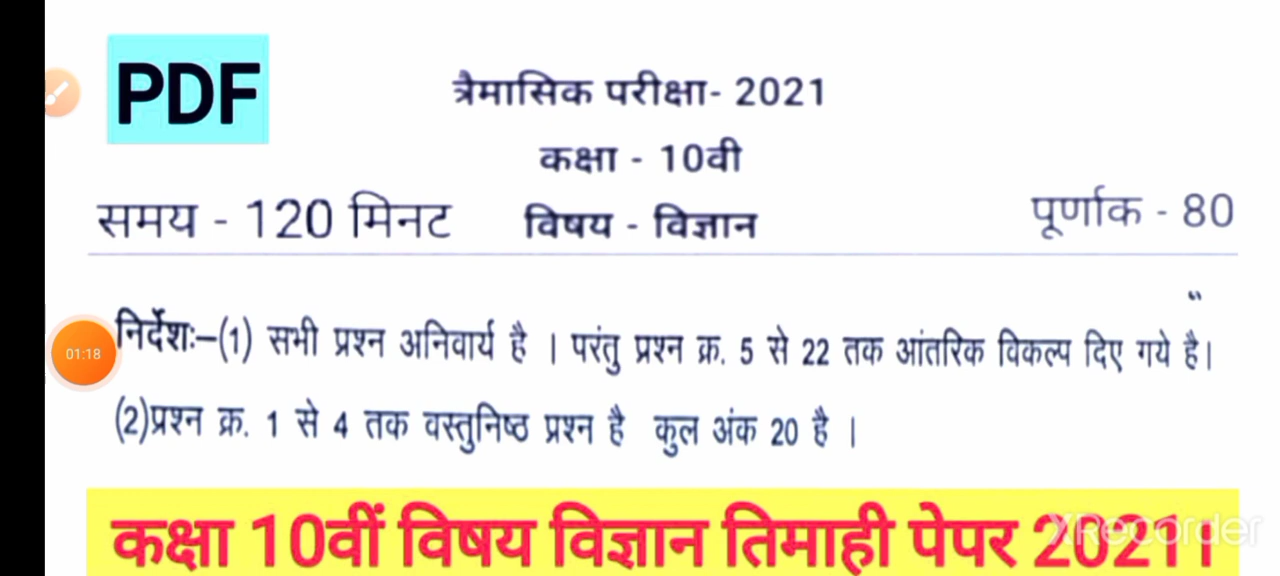 PDF
त्रैमासिक परीक्षा- 2021
कक्षा - 10वी
समय - 120 मिनट विषय - विज्ञान पूर्णाक - 80
निर्देशः–(1) सभी प्रश्न अनिवार्य है । परंतु प्रश्न क्र. 5 से 22 तक आंतरिक विकल्प दिए गये है।
01:18
(2)प्रश्न क्र. 1 से 4 तक वस्तुनिष्ठ प्रश्न है कुल अंक 20 है ।
कक्षा 10वीं विषय विज्ञान तिमाही पेपर 2021।
XRecorder